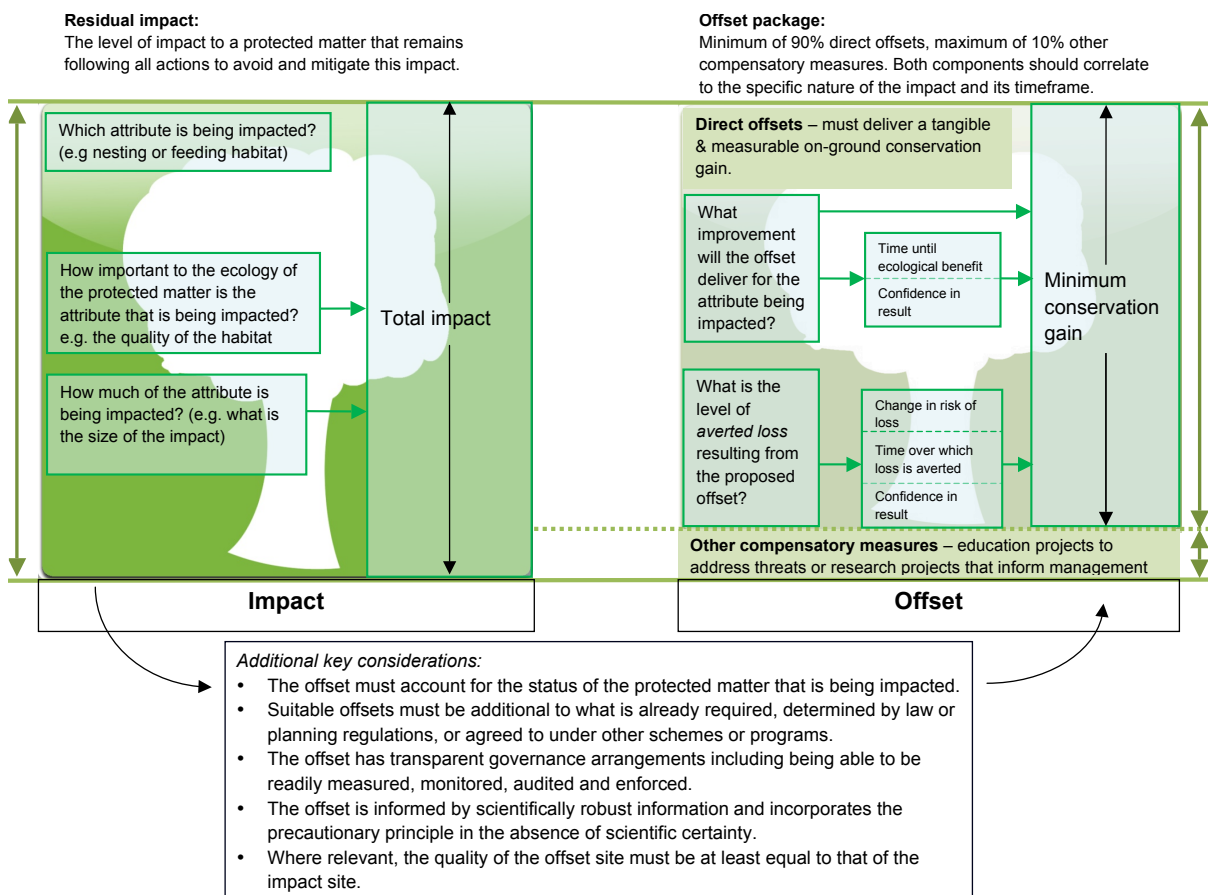 Residual impact:
The level of impact to a protected matter that remains
following all actions to avoid and mitigate this impact.
Which attribute is being impacted?
(e.g nesting or feeding habitat)
How important to the ecology of
the protected matter is the
attribute that is being impacted?
e.g. the quality of the habitat
How much of the attribute is
being impacted? (e.g. what is
the size of the impact)
Total impact
Impact
Offset package:
Minimum of 90% direct offsets, maximum of 10% other
compensatory measures. Both components should correlate
to the specific nature of the impact and its timeframe.
Direct offsets – must deliver a tangible
& measurable on-ground conservation
gain.
What
improvement
will the offset
deliver for the
attribute being
impacted?
Time until
ecological benefit
Confidence in
result
What is the
level of
averted loss
resulting from
the proposed
offset?
Change in risk of
loss
Time over which
loss is averted
Confidence in
result
Minimum
conservation
gain
Other compensatory measures – education projects to
address threats or research projects that inform management
Offset
Additional key considerations:
• The offset must account for the status of the protected matter that is being impacted.
• Suitable offsets must be additional to what is already required, determined by law or
planning regulations, or agreed to under other schemes or programs.
• The offset has transparent governance arrangements including being able to be
readily measured, monitored, audited and enforced.
• The offset is informed by scientifically robust information and incorporates the
precautionary principle in the absence of scientific certainty.
• Where relevant, the quality of the offset site must be at least equal to that of the
impact site.